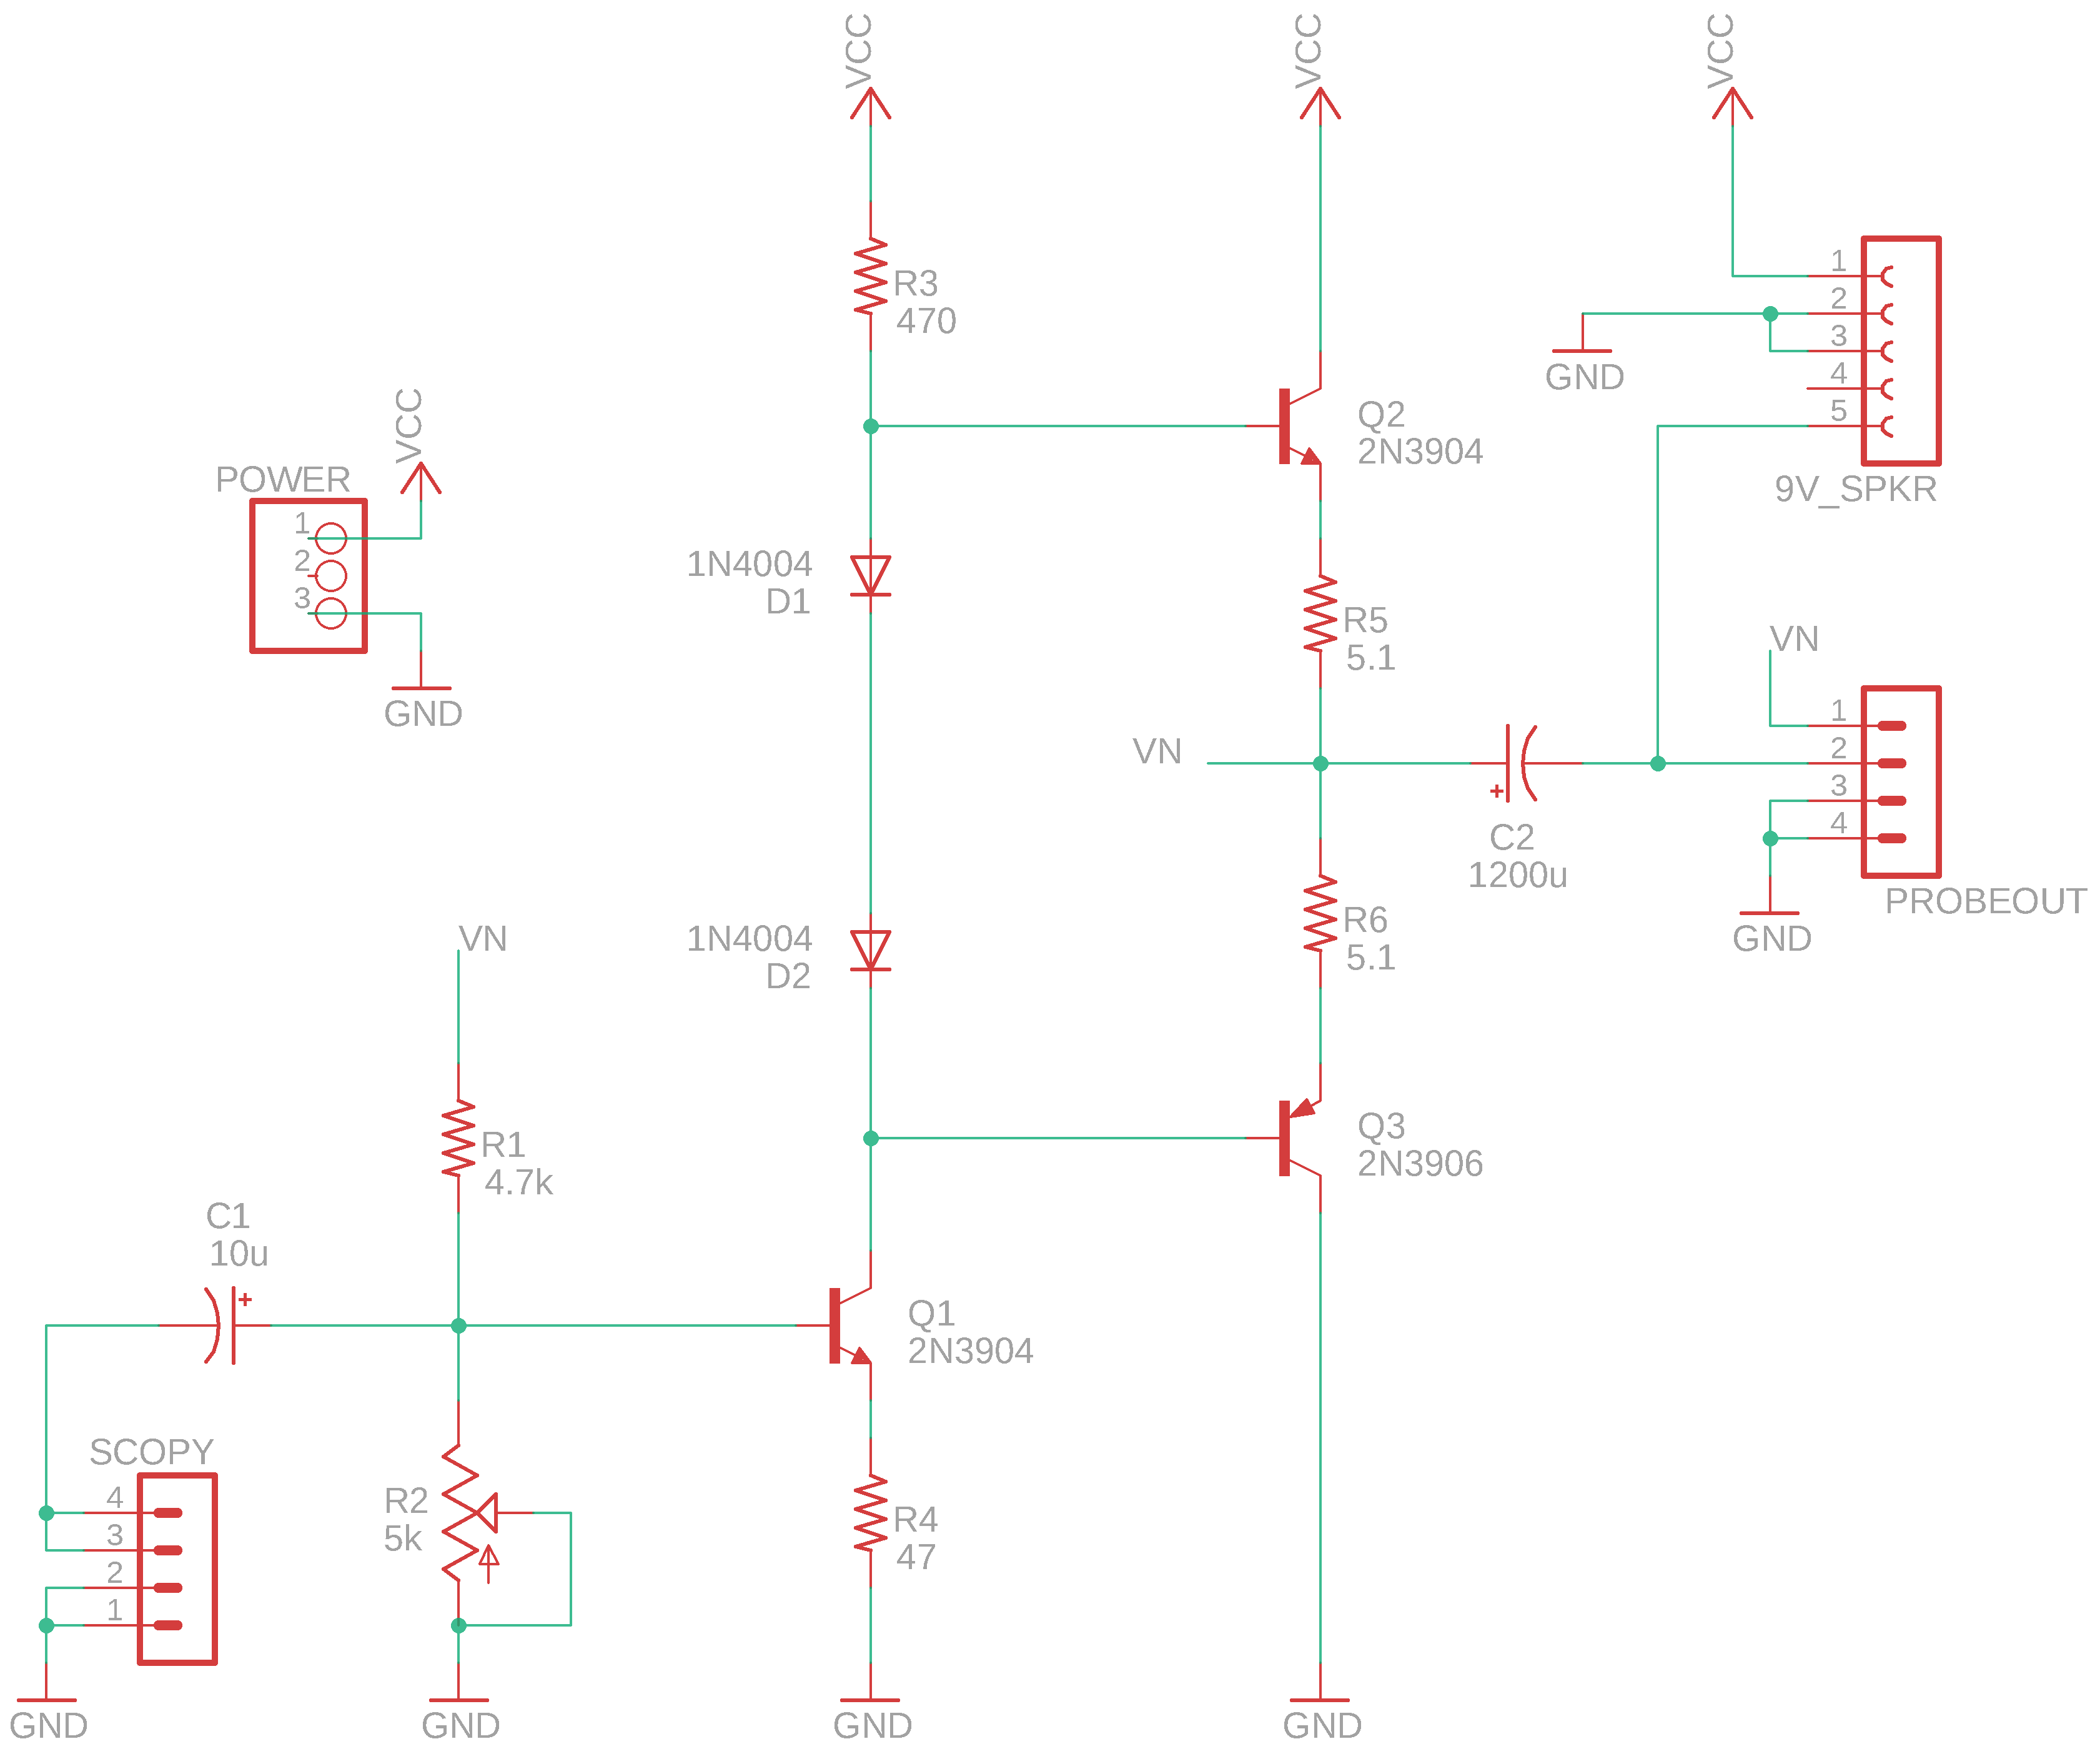 VCC
VCC
VCC
R3
470
1
2
3
4
5
GND
9V_SPKR
VCC
POWER
1
2
3
GND
Q2
2N3904
1N4004
D1
R5
5.1
VN
1
2
3
4
PROBEOUT
GND
VN
C2
1200u
1N4004
D2
R6
5.1
VN
R1
4.7k
Q3
2N3906
C1
10u
+
+
Q1
2N3904
SCOPY
4
3
2
1
R2
5k
R4
47
GND
GND
GND
GND